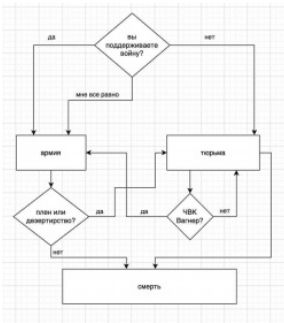 вы
поддерживаете
войну?
да
нет
мне все равно
армия
тюрьма
плен или
дезертирство?
да
да
ЧВК
Вагнер?
нет
нет
смерть